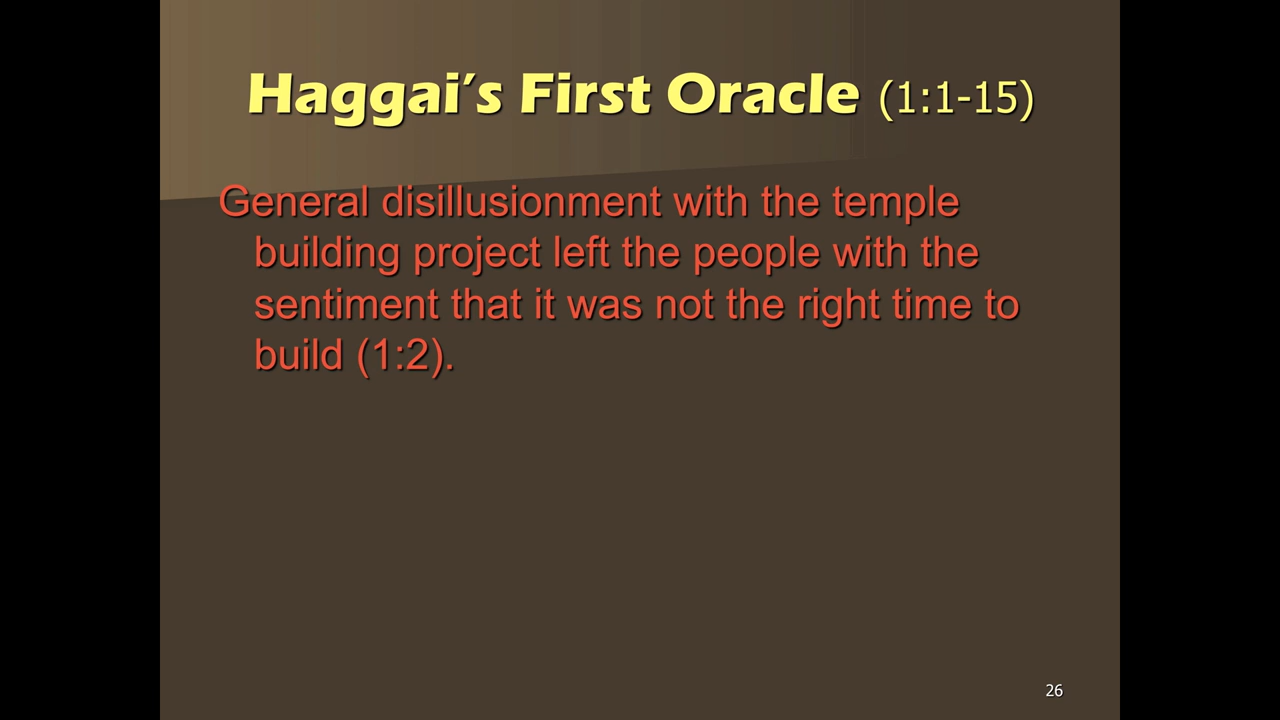 Haggai’s First Oracle (1:1-15)
General disillusionment with the temple
building project left the people with the
sentiment that it was not the right time to
build (1:2).
26